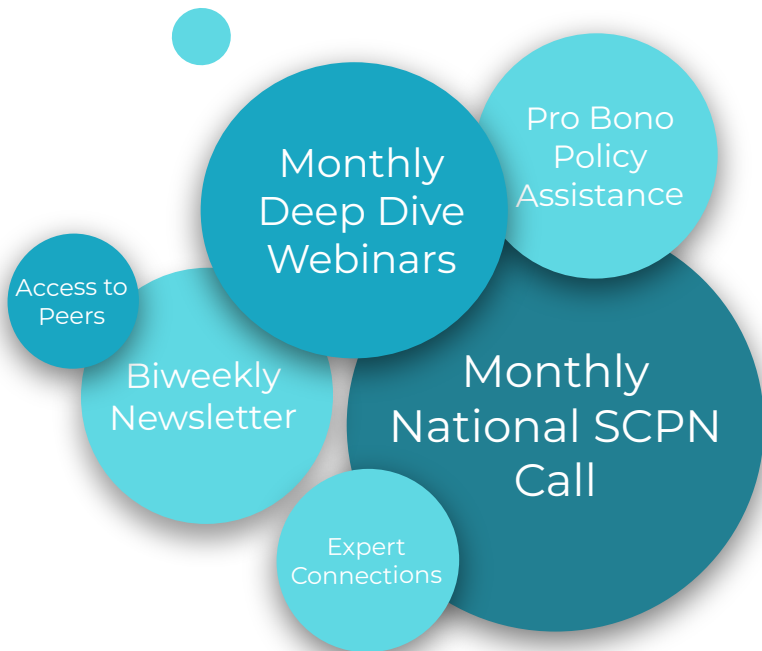 Pro Bono
Policy
Assistance
Monthly
Deep Dive
Webinars
Access to
Peers
Biweekly
Newsletter
Monthly
National SCPN
Call
Expert
Connections